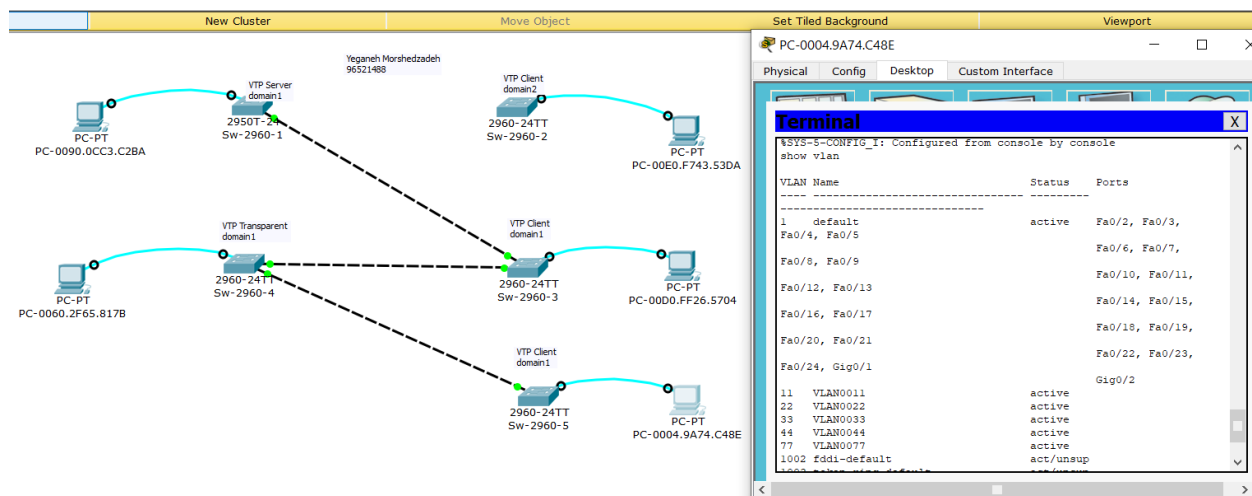 New Cluster
Move Object
Set Tiled Background
Viewport
Yeganeh Morshedzadeh
96521488
VTP Server
domain1
2950T-24
Sw-2960-1
PC-PT
PC-0090.0CC3.C2BA
VTP Client
domain2
2960-24TT
Sw-2960-2
PC-PT
PC-00E0.F743.53DA
VTP Transparent
domain1
2960-24TT
Sw-2960-4
PC-PT
PC-0060.2F65.817B
VTP Client
domain1
2960-24TT
Sw-2960-3
PC-PT
PC-00D0.FF26.5704
VTP Client
domain1
2960-24TT
Sw-2960-5
PC-PT
PC-0004.9A74.C48E
PC-0004.9A74.C48E
Physical Config Desktop Custom Interface
Terminal
X
%SYS-5-CONFIG_I: Configured from console by console
show vlan
VLAN Name Status Ports
---- -------------------------------- ---------
-------------------------------
1 default active Fa0/2, Fa0/3,
Fa0/4, Fa0/5
Fa0/6, Fa0/7,
Fa0/8, Fa0/9
Fa0/10, Fa0/11,
Fa0/12, Fa0/13
Fa0/14, Fa0/15,
Fa0/16, Fa0/17
Fa0/18, Fa0/19,
Fa0/20, Fa0/21
Fa0/22, Fa0/23,
Fa0/24, Gig0/1
Gig0/2
11 VLAN0011 active
22 VLAN0022 active
33 VLAN0033 active
44 VLAN0044 active
77 VLAN0077 active
1002 fddi-default act/unsup